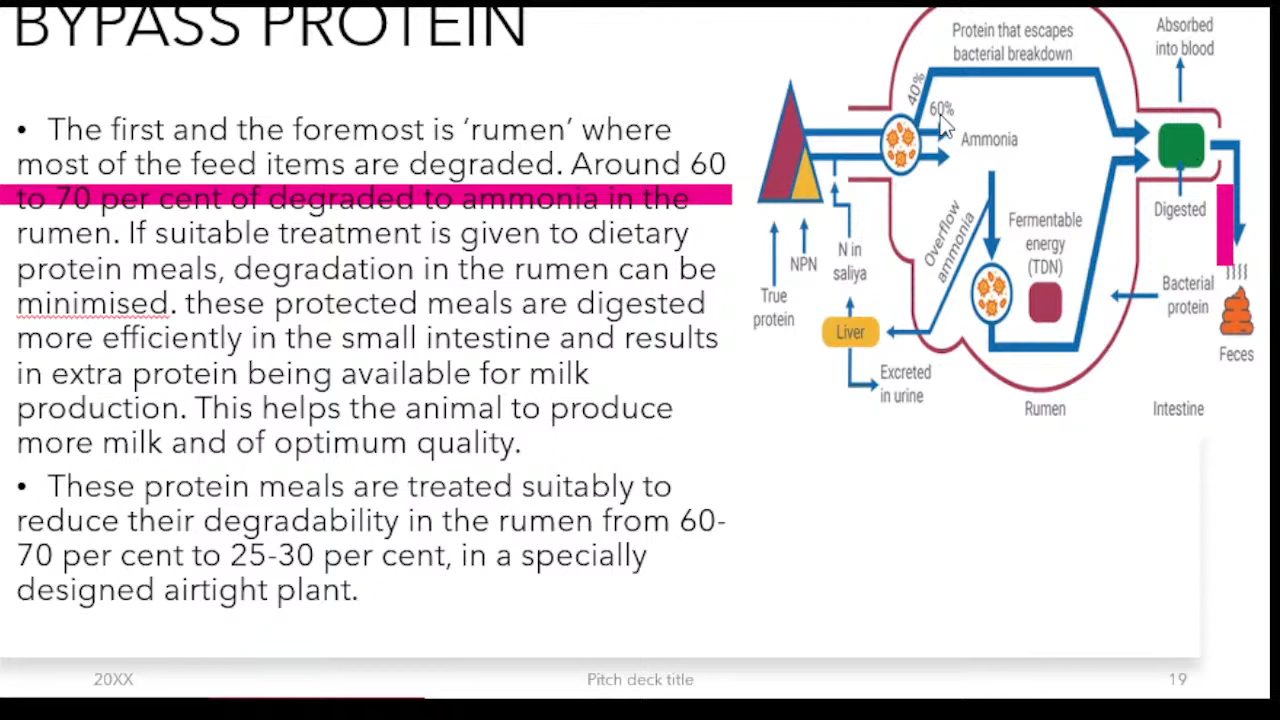 BYPASS PROTEIN
• The first and the foremost is ‘rumen’ where
most of the feed items are degraded. Around 60
to 70 per cent of degraded to ammonia in the
rumen. If suitable treatment is given to dietary
protein meals, degradation in the rumen can be
minimised. these protected meals are digested
more efficiently in the small intestine and results
in extra protein being available for milk
production. This helps the animal to produce
more milk and of optimum quality.
• These protein meals are treated suitably to
reduce their degradability in the rumen from 60-
70 per cent to 25-30 per cent, in a specially
designed airtight plant.
Protein that escapes
bacterial breakdown
Absorbed
into blood
40%
60%
Ammonia
Digested
NPN
True
protein
N in
saliya
Overflow
ammonia
Fermentable
energy
(TDN)
Bacterial
protein
Liver
Excreted
in urine
Feces
Rumen
Intestine
20XX
Pitch deck title
19